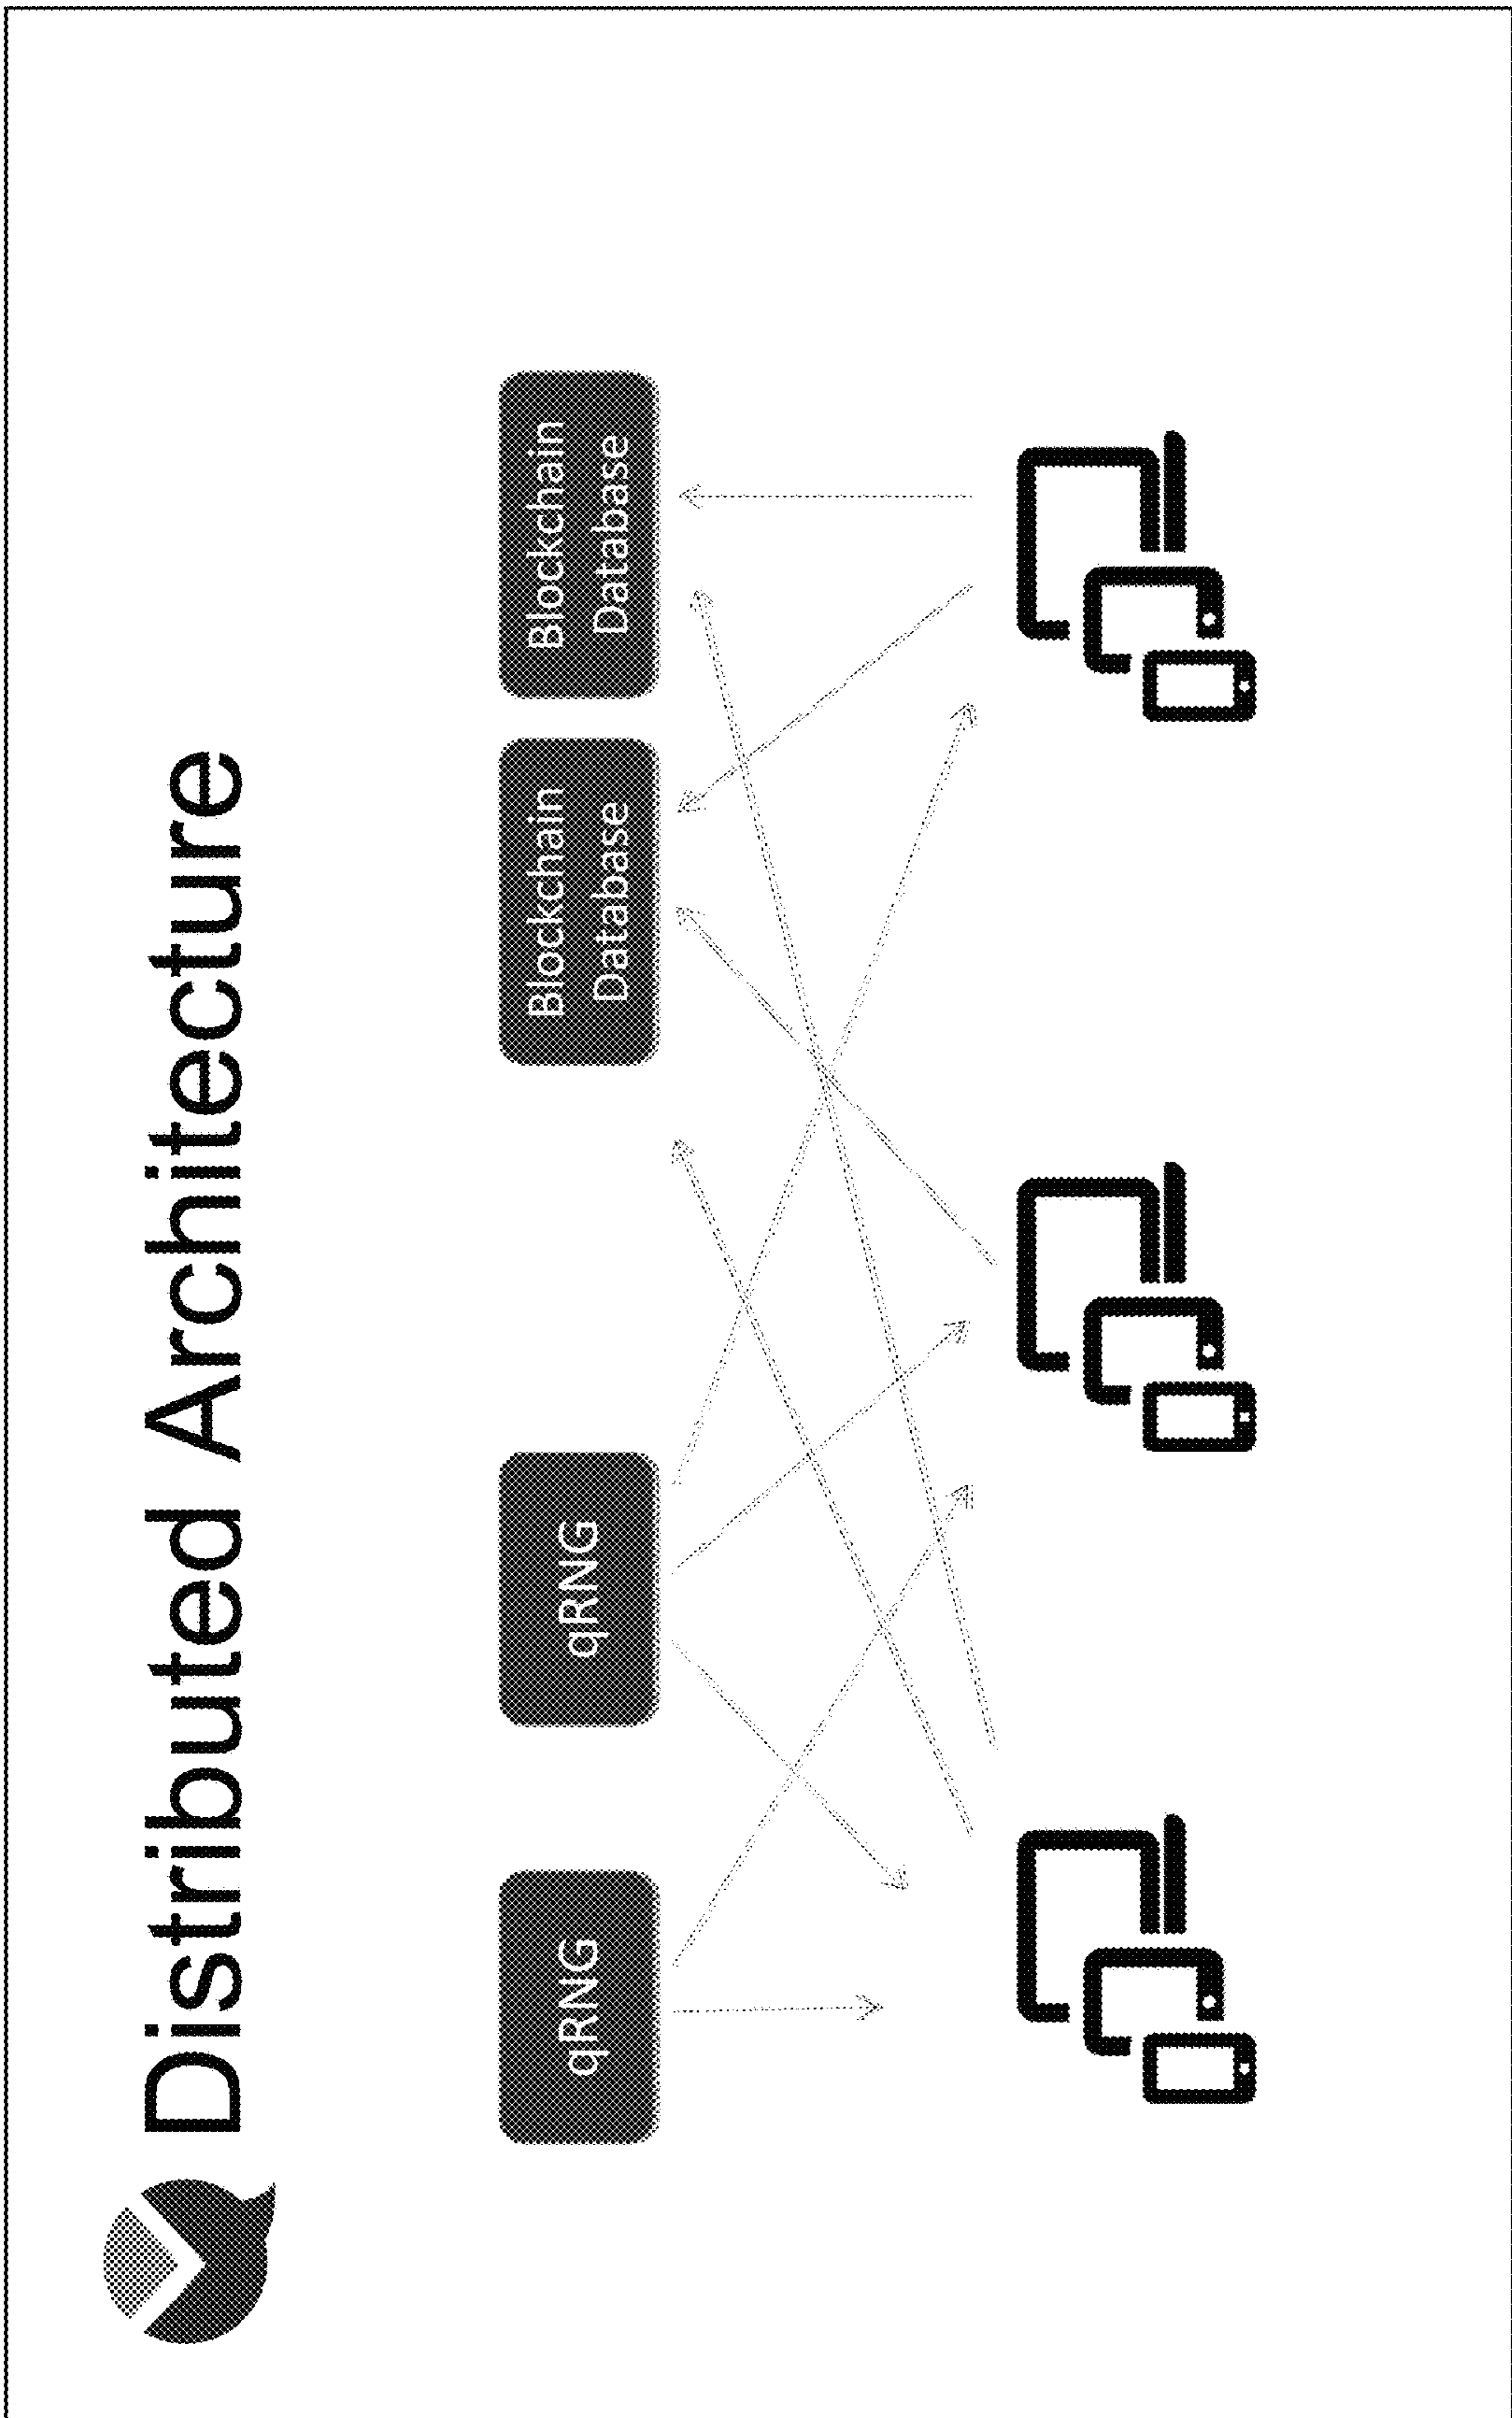 Distributed Architecture
qRNG
qRNG
Blockchain
Database
Blockchain
Database